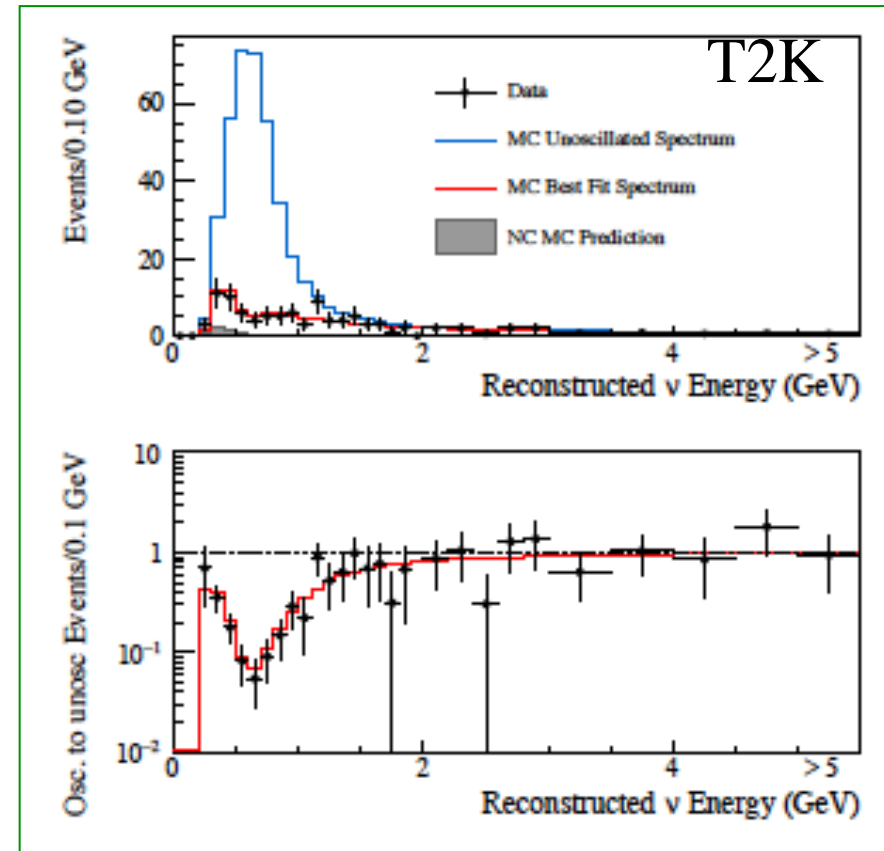 T2K
Events/0.10 GeV
60
40
20
0
Data
MC Unoscillated Spectrum
MC Best Fit Spectrum
NC MC Prediction
0 2 4 > 5
Reconstructed ν Energy (GeV)
Osc. to unosc Events/0.1 GeV
10
1
10⁻¹
10⁻²
0 2 4 > 5
Reconstructed ν Energy (GeV)